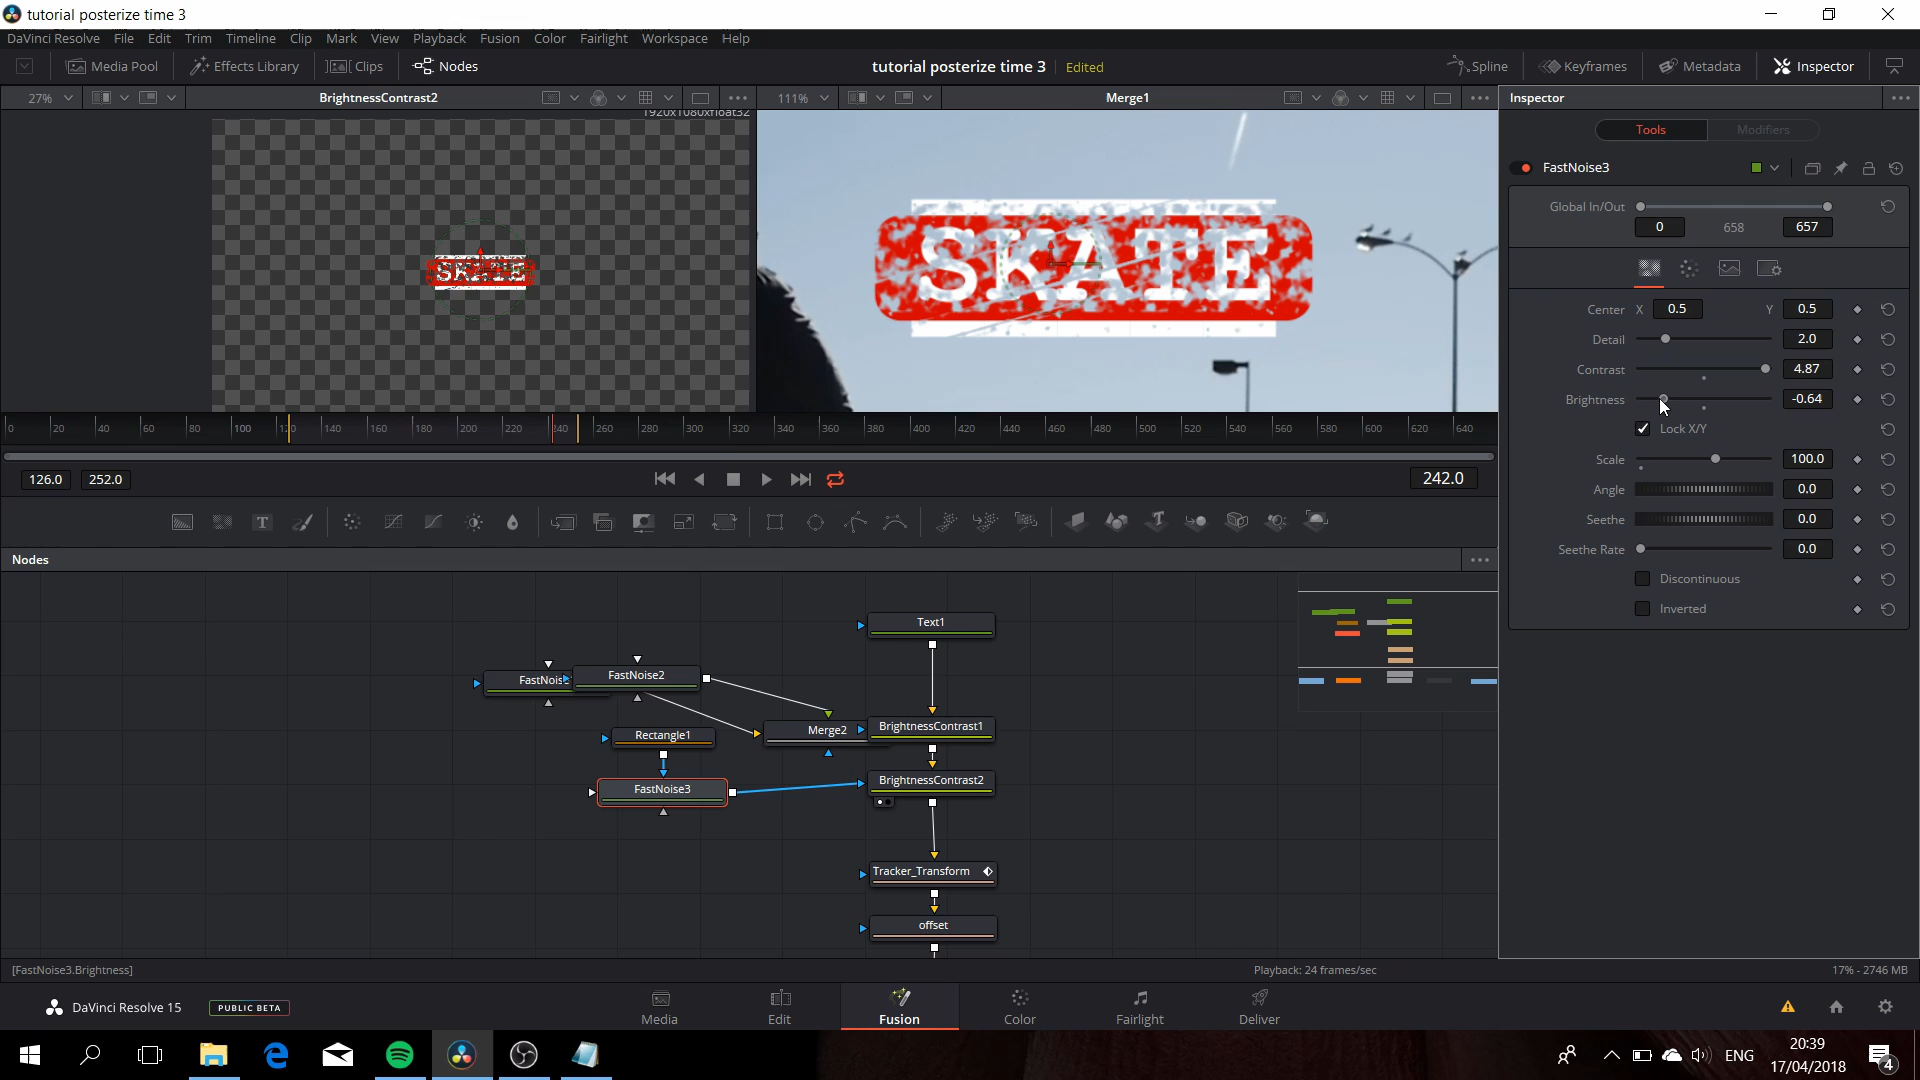 tutorial posterize time 3
DaVinci Resolve File Edit Trim Timeline Clip Mark View Playback Fusion Color Fairlight Workspace Help
Media Pool Effects Library Clips Nodes tutorial posterize time 3 Edited Spline Keyframes Metadata Inspector
27% BrightnessContrast2 111% Merge1 Inspector
1920x1080xfloat32
Tools Modifiers
FastNoise3
Global In/Out
0 658 657
SKATE
SKATE
Center X 0.5 Y 0.5
Detail 2.0
Contrast 4.87
Brightness -0.64
Lock X/Y
Scale 100.0
Angle 0.0
Seethe 0.0
Seethe Rate 0.0
Discontinuous
Inverted
0 20 40 60 80 100 120 140 160 180 200 220 240 260 280 300 320 340 360 380 400 420 440 460 480 500 520 540 560 580 600 620 640
126.0 252.0 242.0
Nodes
Text1
FastNoise FastNoise2
Rectangle1 Merge2 BrightnessContrast1
FastNoise3 BrightnessContrast2
Tracker_Transform
offset
[FastNoise3.Brightness] Playback: 24 frames/sec 17% - 2746 MB
DaVinci Resolve 15 PUBLIC BETA Media Edit Fusion Color Fairlight Deliver
ENG 20:39
17/04/2018 4